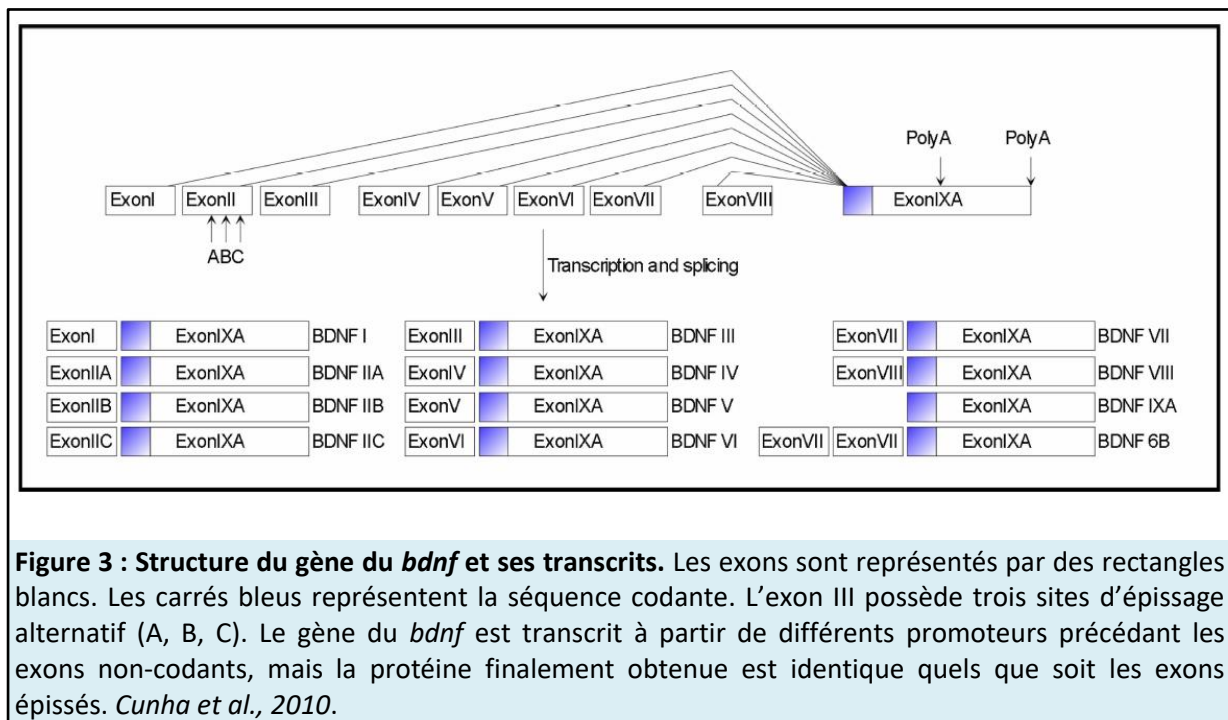 PolyA PolyA
ExonI ExonII ExonIII ExonIV ExonV ExonVI ExonVII ExonVIII ExonIXA
ABC
Transcription and splicing
ExonI ExonIXA BDNF I ExonIII ExonIXA BDNF III ExonVII ExonIXA BDNF VII
ExonIIA ExonIXA BDNF IIA ExonIV ExonIXA BDNF IV ExonVIII ExonIXA BDNF VIII
ExonIIB ExonIXA BDNF IIB ExonV ExonIXA BDNF V ExonIXA BDNF IXA
ExonIIC ExonIXA BDNF IIC ExonVI ExonIXA BDNF VI ExonVII ExonVII ExonIXA BDNF 6B
Figure 3 : Structure du gène du bdnf et ses transcrits. Les exons sont représentés par des rectangles
blancs. Les carrés bleus représentent la séquence codante. L’exon III possède trois sites d’épissage
alternatif (A, B, C). Le gène du bdnf est transcrit à partir de différents promoteurs précédant les
exons non-codants, mais la protéine finalement obtenue est identique quels que soit les exons
épissés. Cunha et al., 2010.